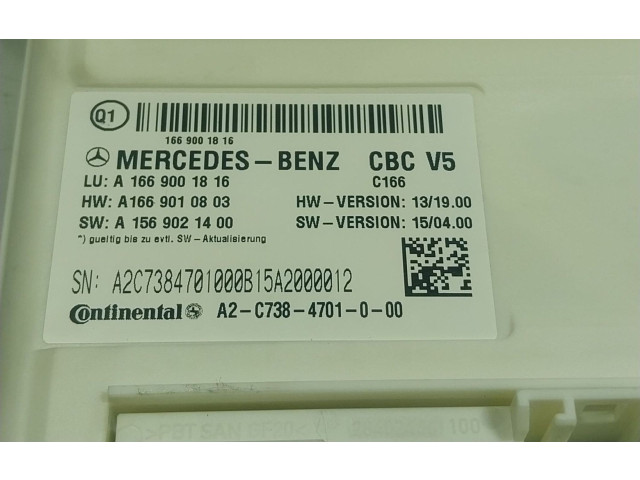 Q1
166 900 18 16
MERCEDES-BENZ CBC V5
LU: A 166 900 18 16 C166
HW: A166 901 08 03 HW-VERSION: 13/19.00
SW: A 156 902 14 00 SW-VERSION: 15/04.00
*) gueltig bis zu evtl. SW-Aktualisierung
SN: A2C7384701000B15A2000012
Continental A2-C738-4701-0-00
>PBT SAN